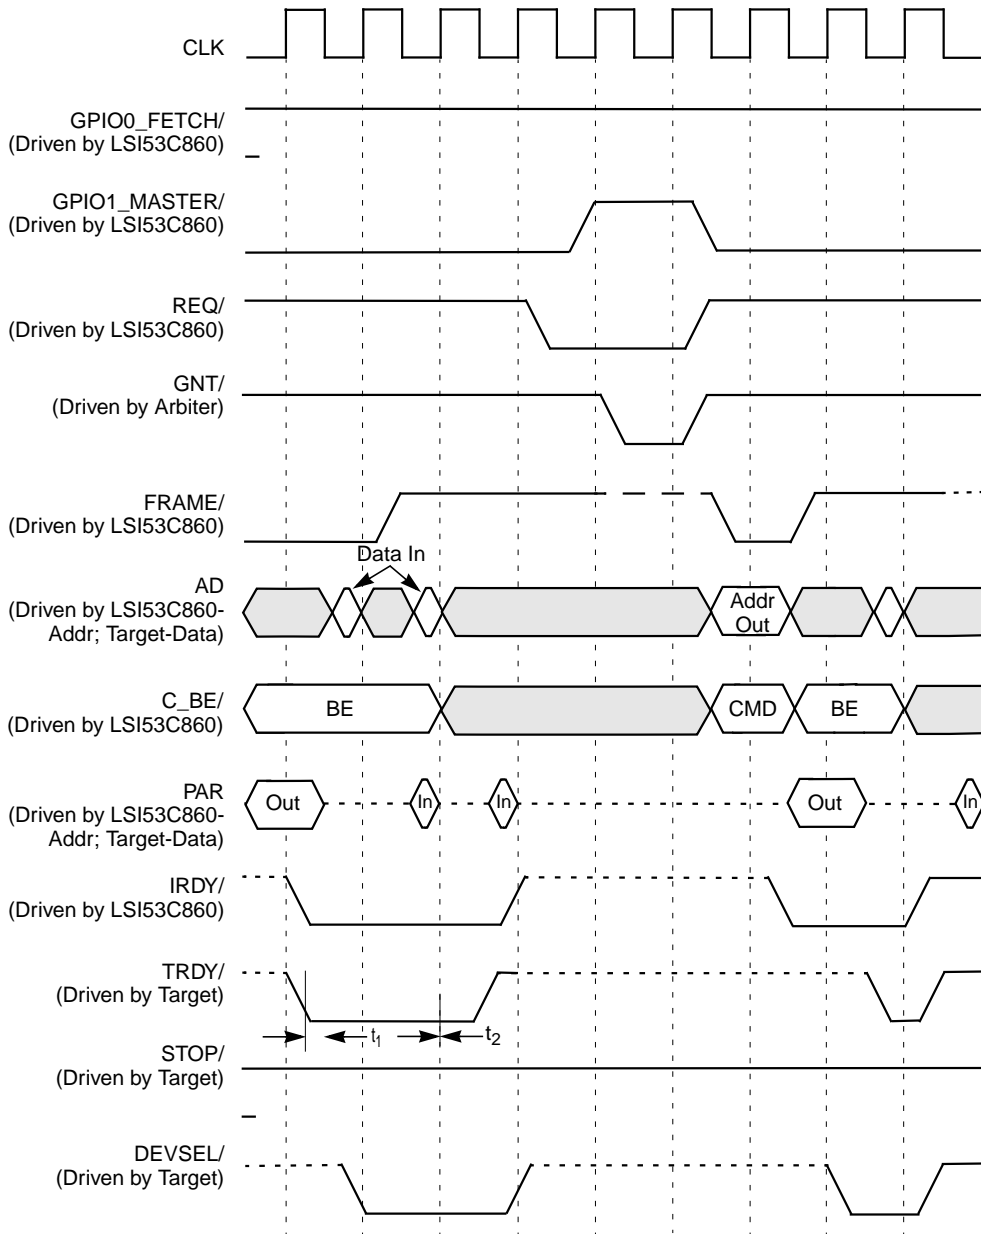 CLK
GPIO0_FETCH/
(Driven by LSI53C860)
GPIO1_MASTER/
(Driven by LSI53C860)
REQ/
(Driven by LSI53C860)
GNT/
(Driven by Arbiter)
FRAME/
(Driven by LSI53C860)
Data In
AD
(Driven by LSI53C860-
Addr; Target-Data)
Addr
Out
C_BE/
(Driven by LSI53C860)
BE
CMD
BE
PAR
(Driven by LSI53C860-
Addr; Target-Data)
Out
In
In
Out
In
IRDY/
(Driven by LSI53C860)
TRDY/
(Driven by Target)
t1
t2
STOP/
(Driven by Target)
DEVSEL/
(Driven by Target)